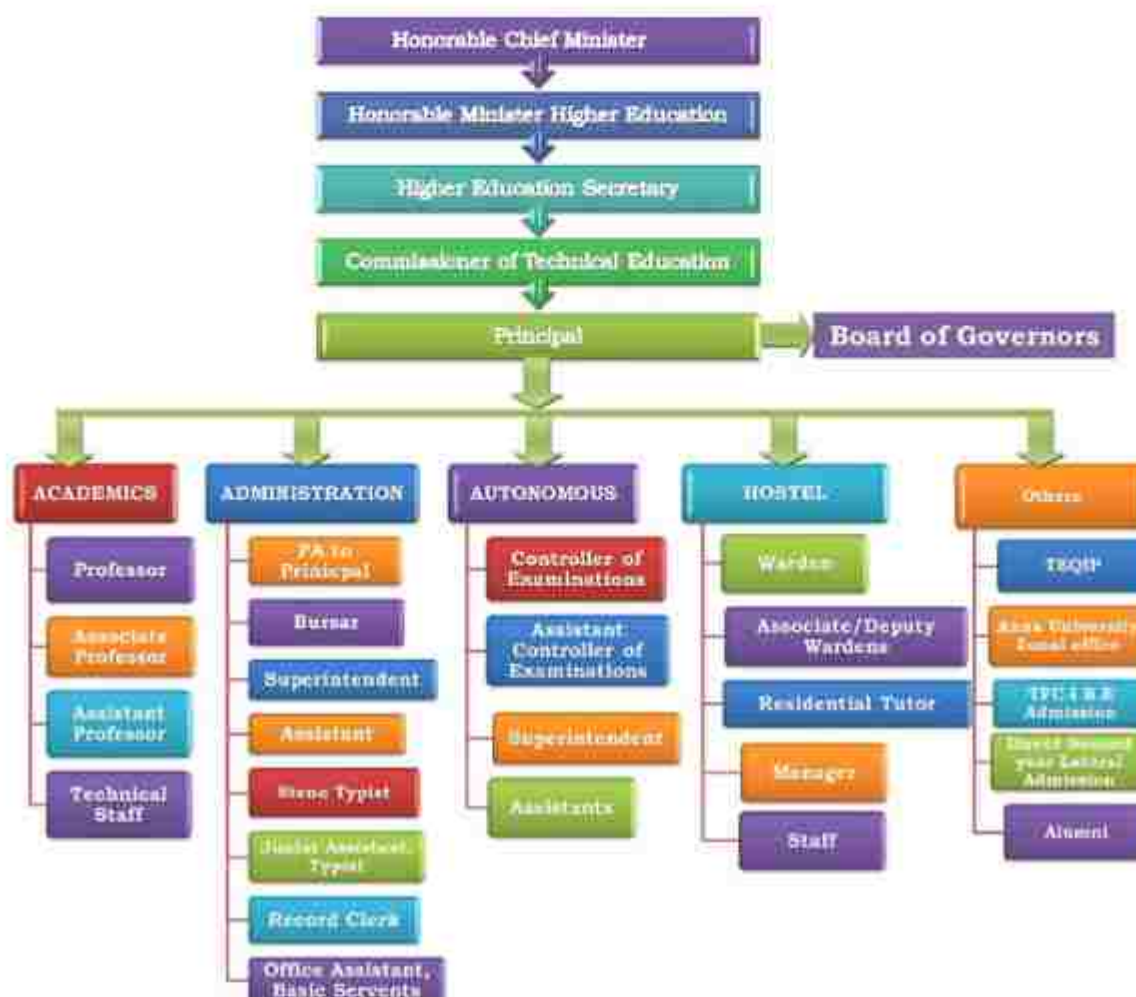 Honorable Chief Minister
Honorable Minister Higher Education
Higher Education Secretary
Commissioner of Technical Education
Principal
Board of Governors
ACADEMICS
Professor
Associate
Professor
Assistant
Professor
Technical
Staff
ADMINISTRATION
PA to
Prinicpal
Bursar
Superintendent
Assistant
Steno Typist
Junior Assistant,
Typist
Record Clerk
Office Assistant,
Basic Servents
AUTONOMOUS
Controller of
Examinations
Assistant
Controller of
Examinations
Superintendent
Assistants
HOSTEL
Warden
Associate/Deputy
Wardens
Residential Tutor
Manager
Staff
Others
TEQIP
Anna University
Zonal office
Admission
Direct Second
year Lateral
Admission
Alumni